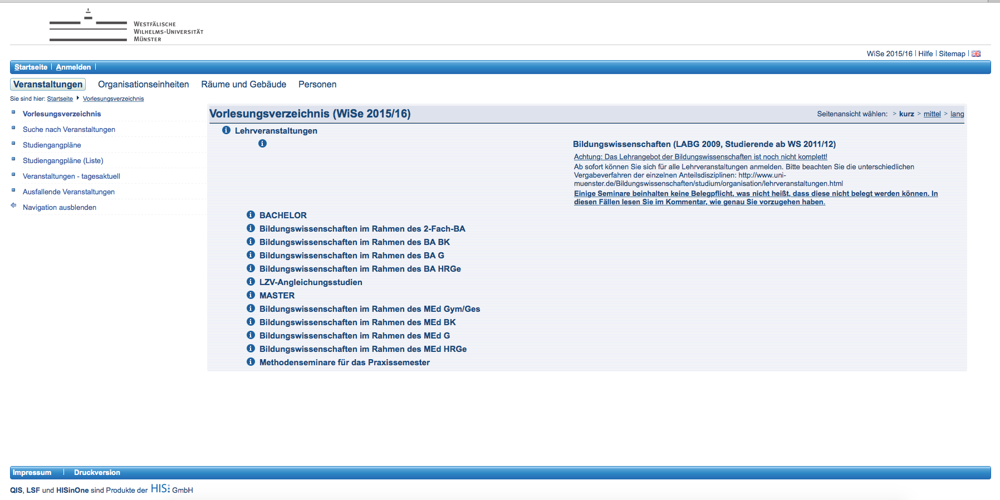 WESTFÄLISCHE
WILHELMS-UNIVERSITÄT
MÜNSTER
WiSe 2015/16 | Hilfe | Sitemap |
Startseite | Anmelden |
Veranstaltungen Organisationseinheiten Räume und Gebäude Personen
Sie sind hier: Startseite Vorlesungsverzeichnis
Vorlesungsverzeichnis
Suche nach Veranstaltungen
Studiengangpläne
Studiengangpläne (Liste)
Veranstaltungen - tagesaktuell
Ausfallende Veranstaltungen
Navigation ausblenden
Vorlesungsverzeichnis (WiSe 2015/16)
Seitenansicht wählen: > kurz > mittel > lang
Lehrveranstaltungen
Bildungswissenschaften (LABG 2009, Studierende ab WS 2011/12)
Achtung: Das Lehrangebot der Bildungswissenschaften ist noch nicht komplett!
Ab sofort können Sie sich für alle Lehrveranstaltungen anmelden. Bitte beachten Sie die unterschiedlichen
Vergabeverfahren der einzelnen Anteilsdisziplinen: http://www.uni-
muenster.de/Bildungswissenschaften/studium/organisation/lehrveranstaltungen.html
Einige Seminare beinhalten keine Belegpflicht, was nicht heißt, dass diese nicht belegt werden können. In
diesen Fällen lesen Sie im Kommentar, wie genau Sie vorzugehen haben.
BACHELOR
Bildungswissenschaften im Rahmen des 2-Fach-BA
Bildungswissenschaften im Rahmen des BA BK
Bildungswissenschaften im Rahmen des BA G
Bildungswissenschaften im Rahmen des BA HRGe
LZV-Angleichungsstudien
MASTER
Bildungswissenschaften im Rahmen des MEd Gym/Ges
Bildungswissenschaften im Rahmen des MEd BK
Bildungswissenschaften im Rahmen des MEd G
Bildungswissenschaften im Rahmen des MEd HRGe
Methodenseminare für das Praxissemester
Impressum | Druckversion
QIS, LSF und HISinOne sind Produkte der HIS GmbH